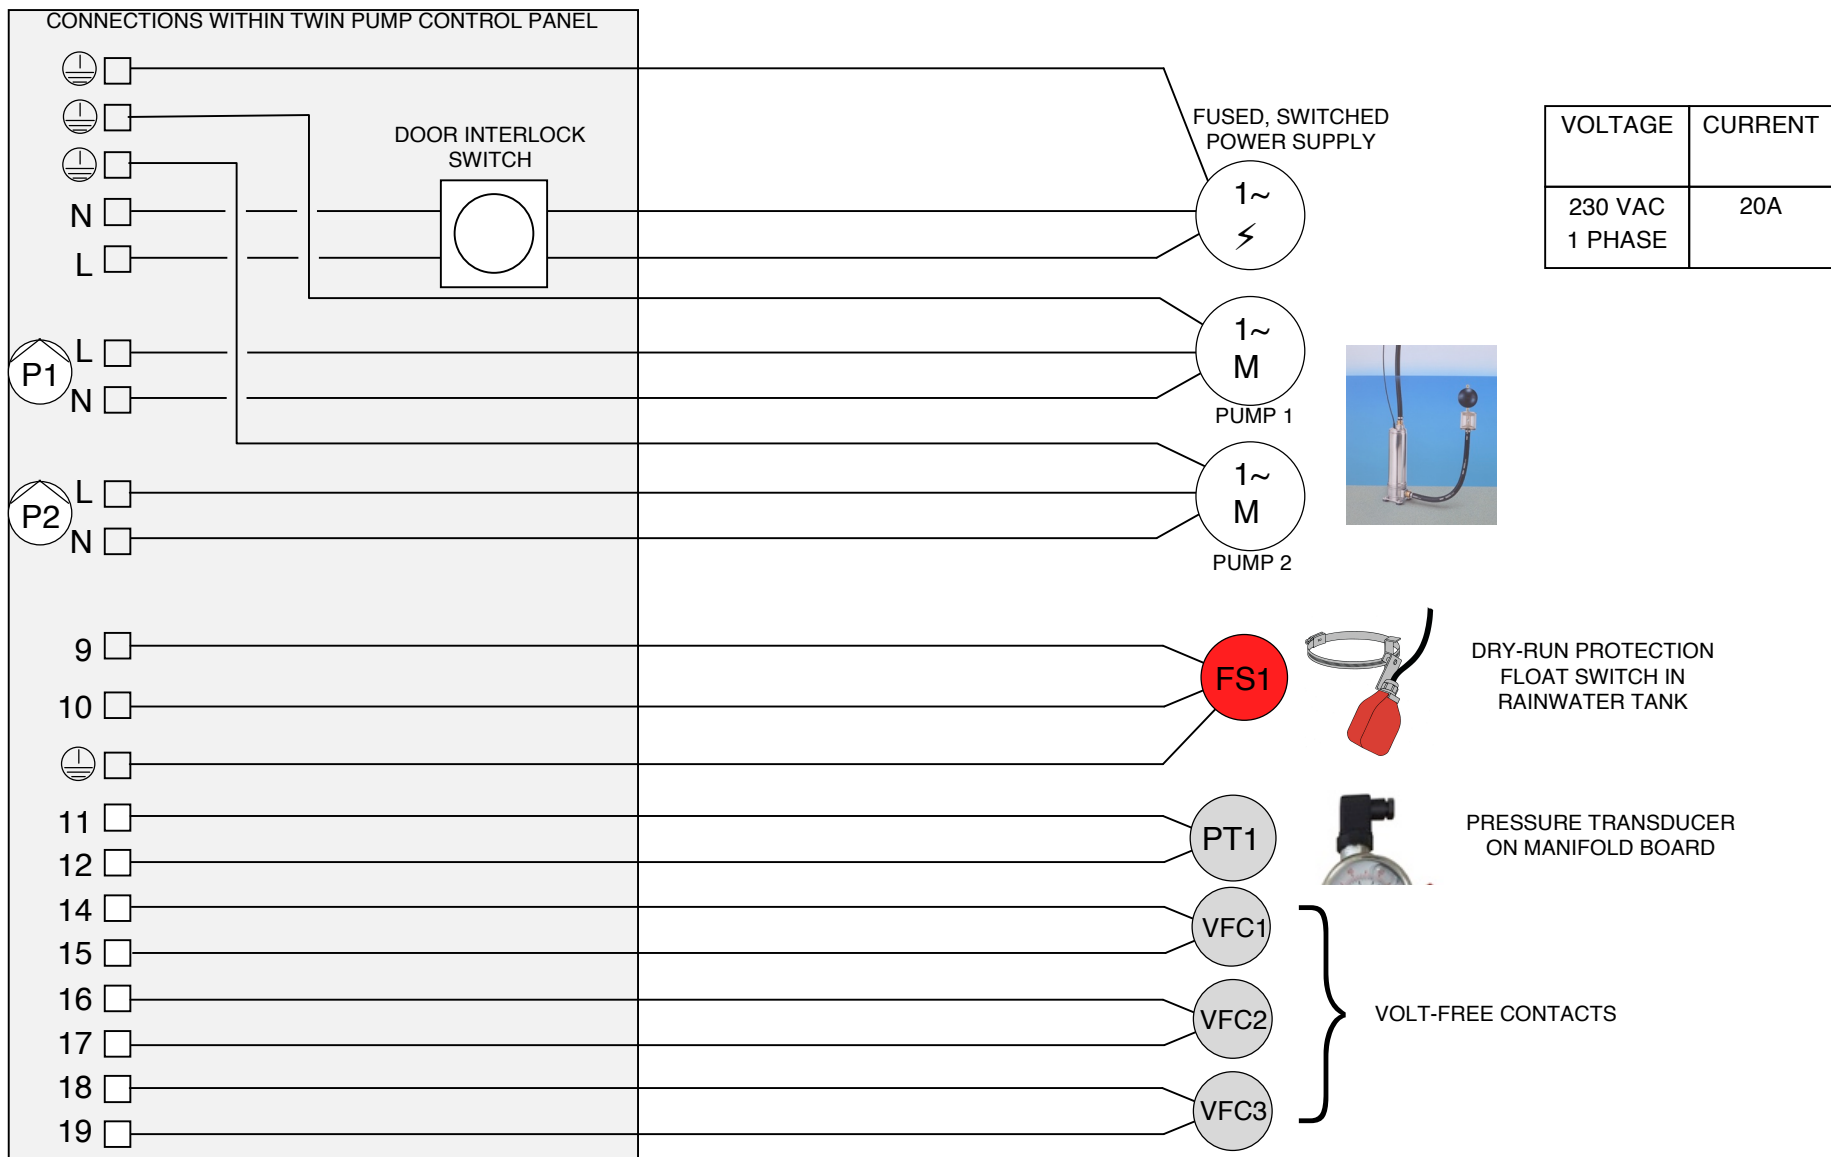 CONNECTIONS WITHIN TWIN PUMP CONTROL PANEL
DOOR INTERLOCK
SWITCH
FUSED, SWITCHED
POWER SUPPLY
VOLTAGE CURRENT
230 VAC 20A
1 PHASE
N
L
1~
P1
L
N
1~
M
PUMP 1
P2
L
N
1~
M
PUMP 2
9
10
FS1
DRY-RUN PROTECTION
FLOAT SWITCH IN
RAINWATER TANK
11
12
PT1
PRESSURE TRANSDUCER
ON MANIFOLD BOARD
14
15
VFC1
16
17
VFC2
18
19
VFC3
VOLT-FREE CONTACTS